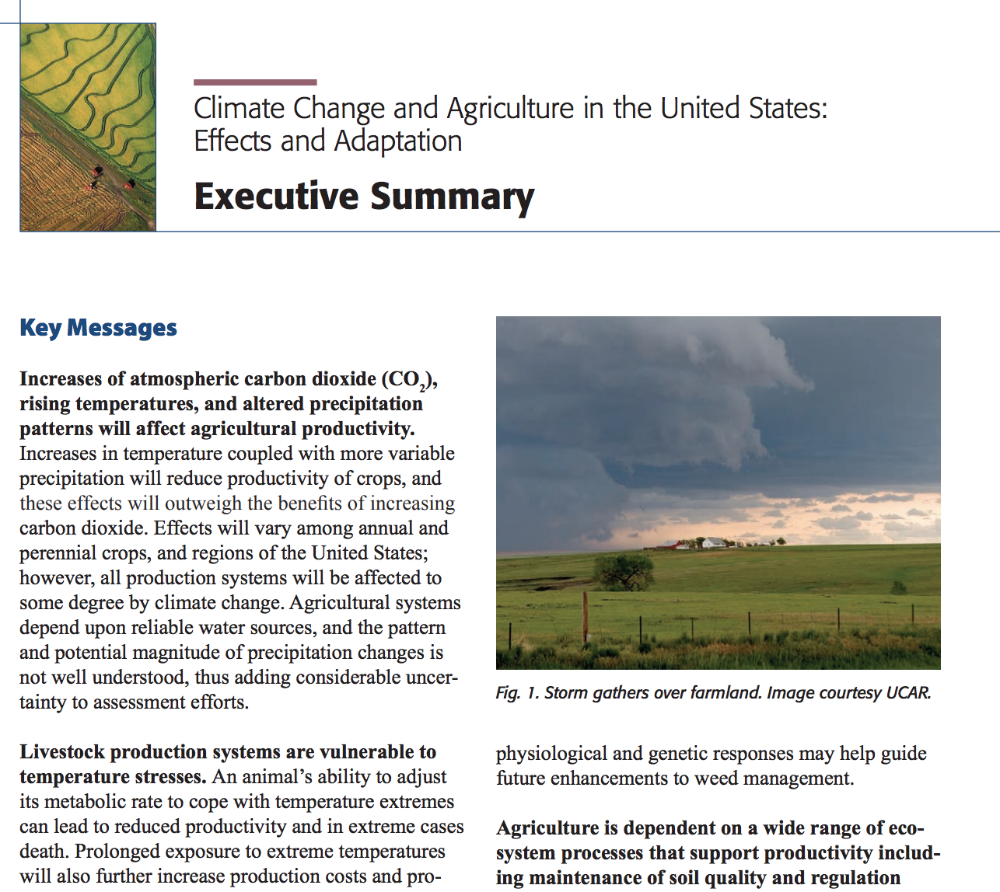 Climate Change and Agriculture in the United States:
Effects and Adaptation
Executive Summary
Key Messages
Increases of atmospheric carbon dioxide (CO₂),
rising temperatures, and altered precipitation
patterns will affect agricultural productivity.
Increases in temperature coupled with more variable
precipitation will reduce productivity of crops, and
these effects will outweigh the benefits of increasing
carbon dioxide. Effects will vary among annual and
perennial crops, and regions of the United States;
however, all production systems will be affected to
some degree by climate change. Agricultural systems
depend upon reliable water sources, and the pattern
and potential magnitude of precipitation changes is
not well understood, thus adding considerable uncer-
tainty to assessment efforts.
Livestock production systems are vulnerable to
temperature stresses. An animal’s ability to adjust
its metabolic rate to cope with temperature extremes
can lead to reduced productivity and in extreme cases
death. Prolonged exposure to extreme temperatures
will also further increase production costs and pro-
Fig. 1. Storm gathers over farmland. Image courtesy UCAR.
physiological and genetic responses may help guide
future enhancements to weed management.
Agriculture is dependent on a wide range of eco-
system processes that support productivity includ-
ing maintenance of soil quality and regulation